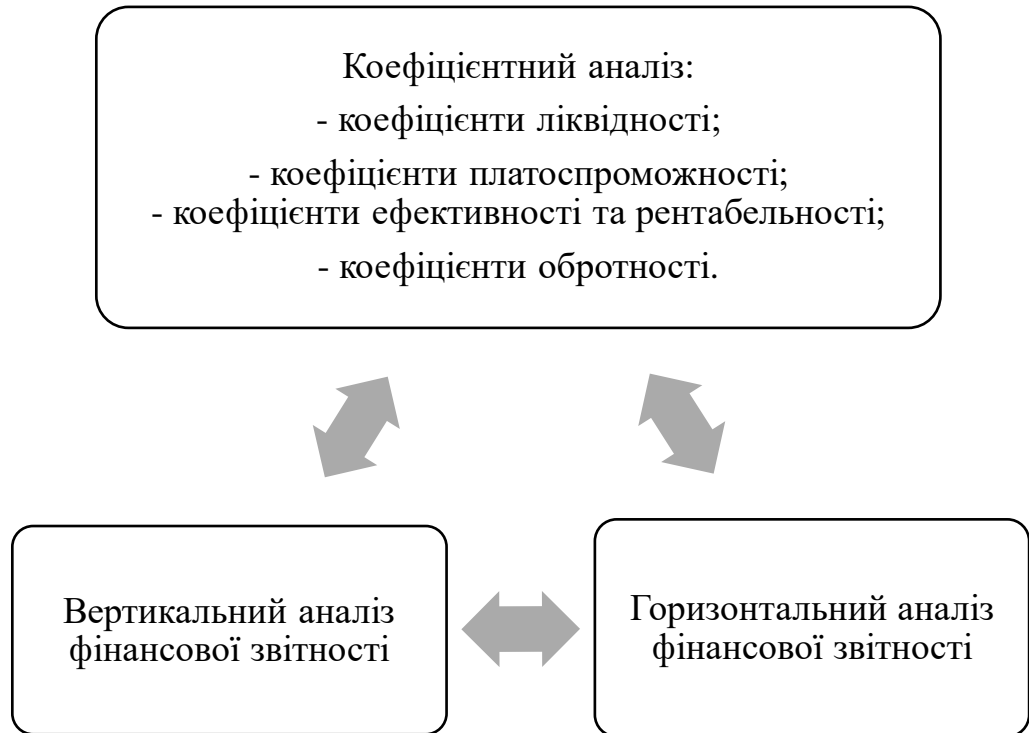 Коефіцієнтний аналіз:
- коефіцієнти ліквідності;
- коефіцієнти платоспроможності;
- коефіцієнти ефективності та рентабельності;
- коефіцієнти обротності.
Вертикальний аналіз
фінансової звітності
Горизонтальний аналіз
фінансової звітності